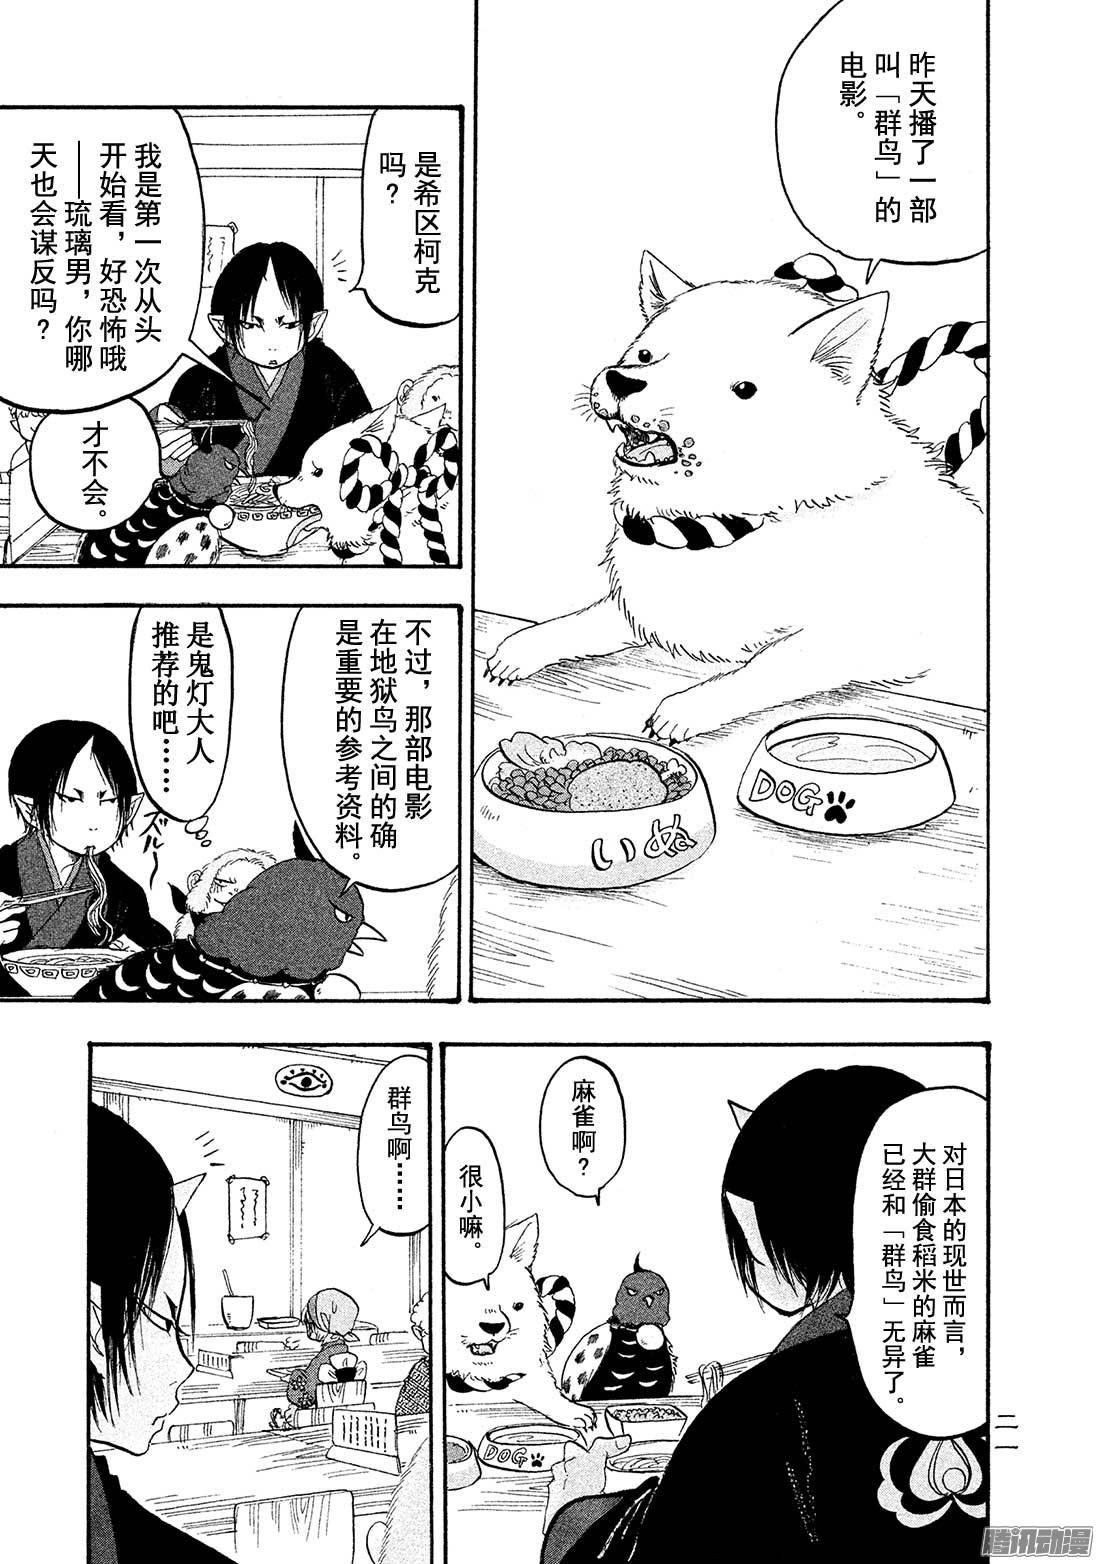 昨天播了一部
叫「群鸟」的
电影。
是希区柯克
吗？
我是第一次从头
开始看，好恐怖哦
——琉璃男，你哪
天也会谋反吗？
才不会。
DOG
いぬ
不过，那部电影
在地狱鸟之间的确
是重要的参考资料。
是鬼灯大人
推荐的吧……
ズルー
对日本的现世而言，
大群偷食稻米的麻雀
已经和「群鸟」无异了。
麻雀啊？
很小嘛。
DOG
群鸟啊……
二一
腾讯动漫